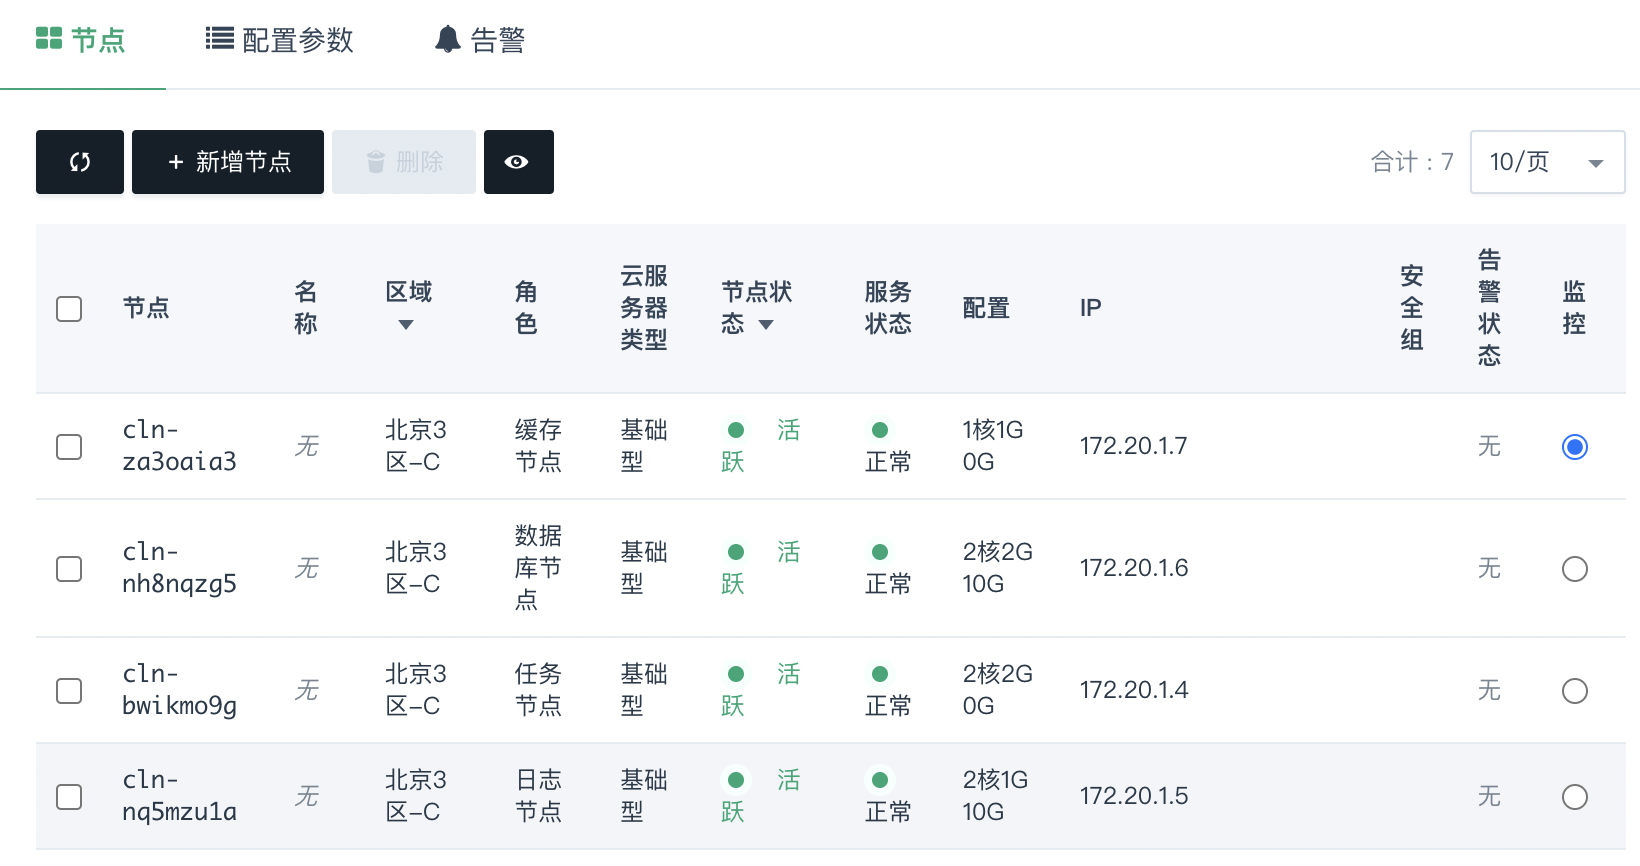 节点 配置参数 告警
+ 新增节点 删除 合计：7 10/页
节点 名称 区域 角色 云服务器类型 节点状态 服务状态 配置 IP 安全组 告警状态 监控
cln-za3oaia3 无 北京3区-C 缓存节点 基础型 活跃 正常 1核1G 0G 172.20.1.7 无
cln-nh8nqzg5 无 北京3区-C 数据库节点 基础型 活跃 正常 2核2G 10G 172.20.1.6 无
cln-bwikmo9g 无 北京3区-C 任务节点 基础型 活跃 正常 2核2G 0G 172.20.1.4 无
cln-nq5mzu1a 无 北京3区-C 日志节点 基础型 活跃 正常 2核1G 10G 172.20.1.5 无